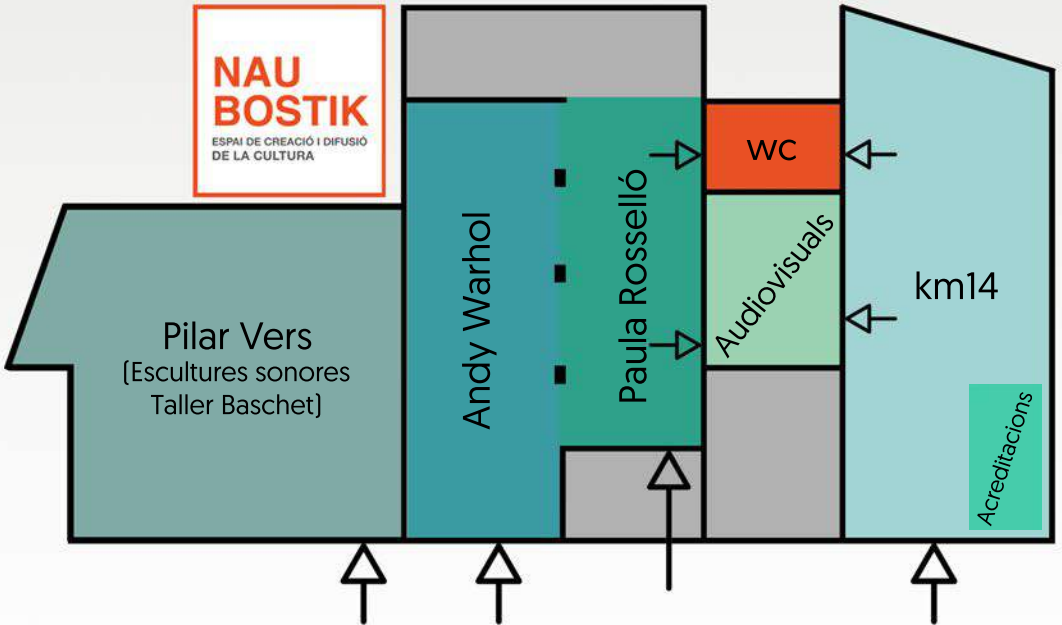 NAU
BOSTIK
ESPAI DE CREACIÓ I DIFUSIÓ
DE LA CULTURA
Pilar Vers
(Escultures sonores
Taller Baschet)
Andy Warhol
Paula Rosselló
WC
Audiovisuals
km14
Acreditacions